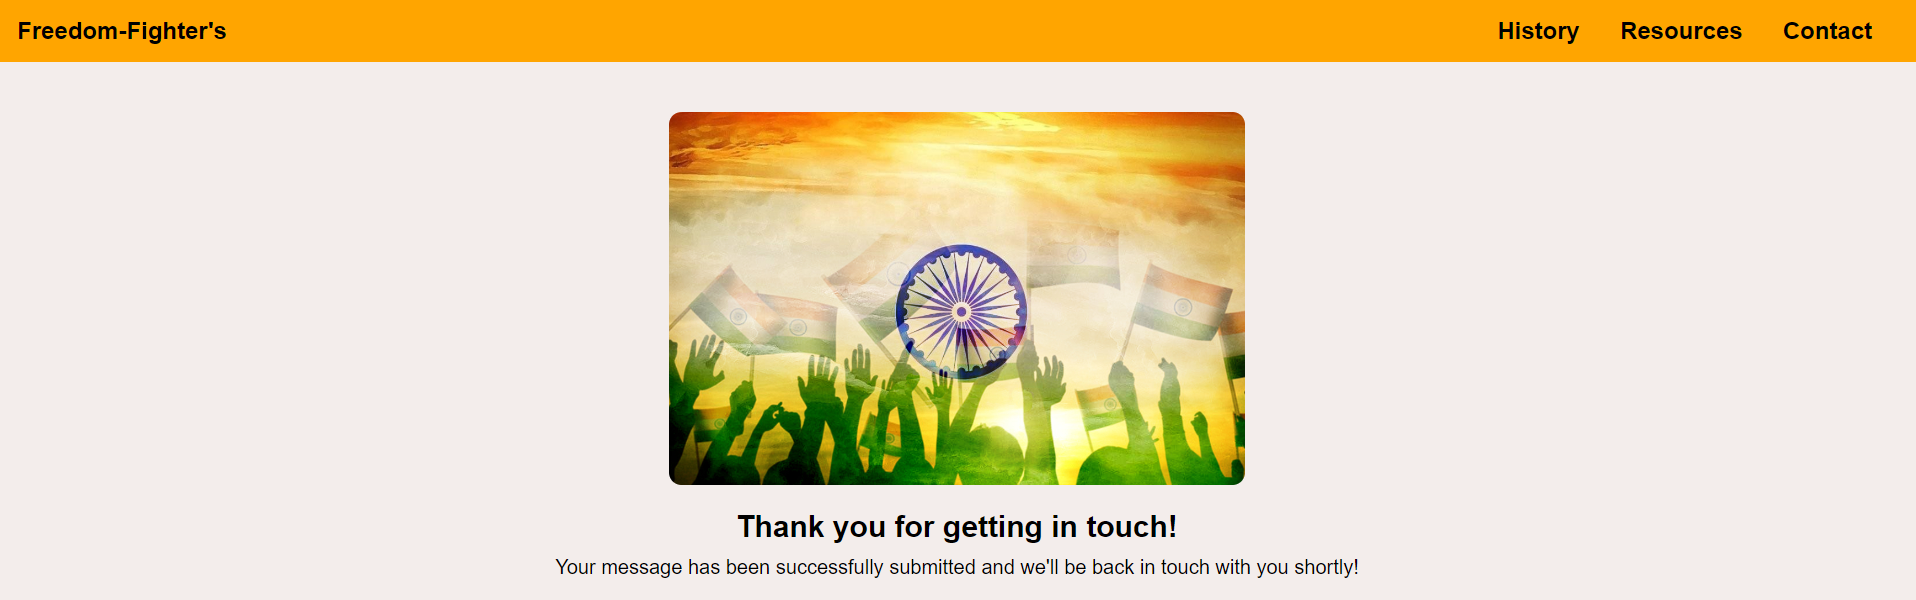 Freedom-Fighter's
History Resources Contact
Thank you for getting in touch!
Your message has been successfully submitted and we'll be back in touch with you shortly!